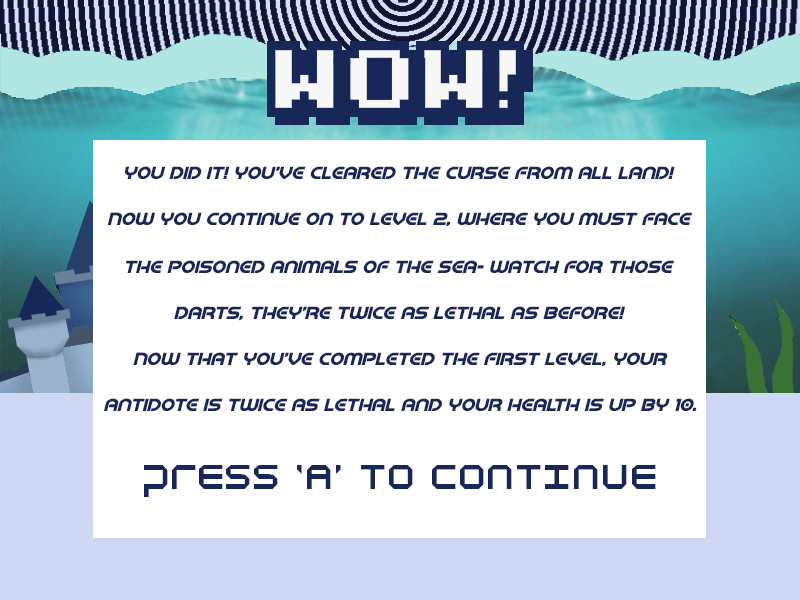 WOW!
YOU DID IT! YOU'VE CLEARED THE CURSE FROM ALL LAND!
NOW YOU CONTINUE ON TO LEVEL 2, WHERE YOU MUST FACE
THE POISONED ANIMALS OF THE SEA- WATCH FOR THOSE
DARTS, THEY'RE TWICE AS LETHAL AS BEFORE!
NOW THAT YOU'VE COMPLETED THE FIRST LEVEL, YOUR
ANTIDOTE IS TWICE AS LETHAL AND YOUR HEALTH IS UP BY 10.
PRESS 'A' TO CONTINUE